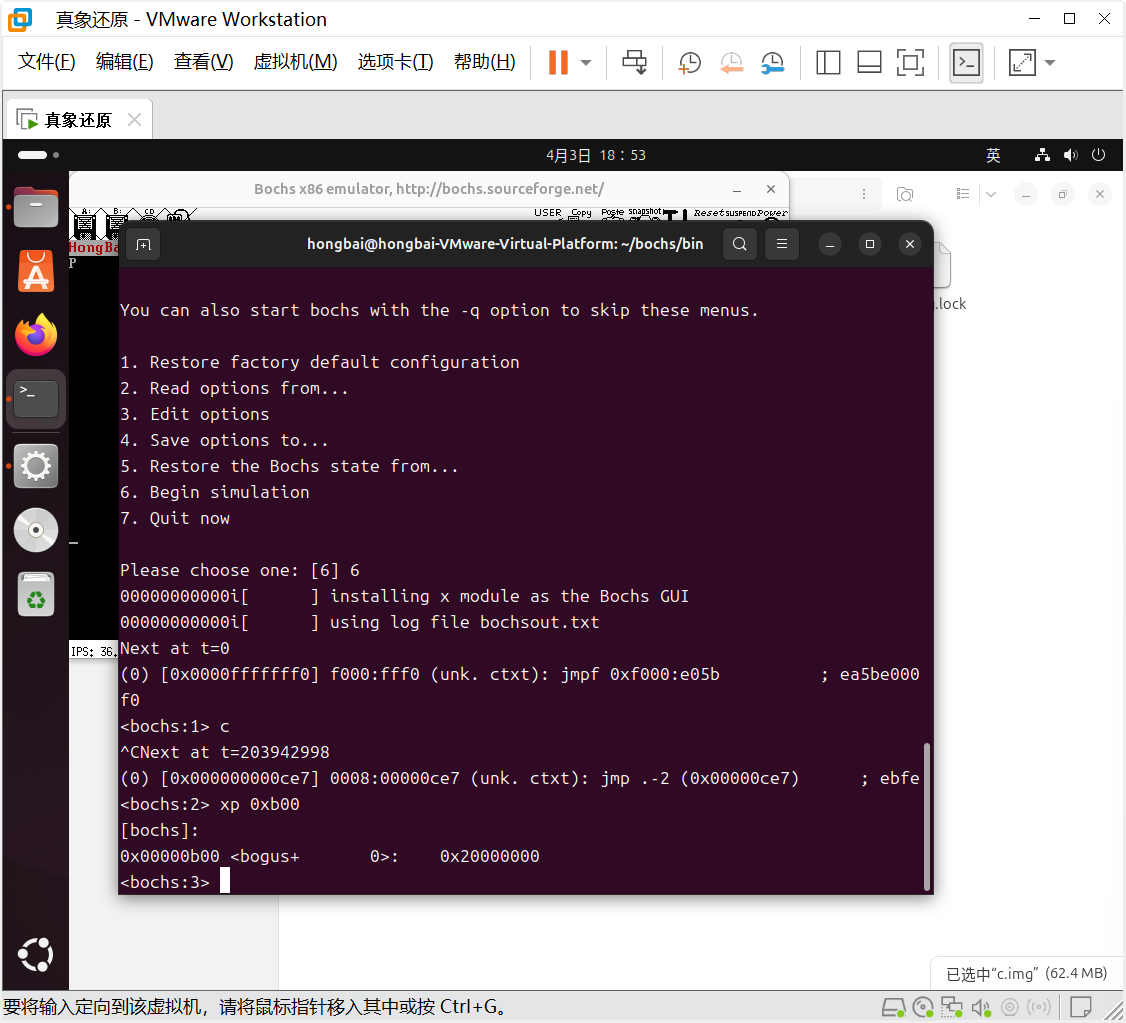 真象还原 - VMware Workstation
文件(F) 编辑(E) 查看(V) 虚拟机(M) 选项卡(T) 帮助(H)
真象还原
4月3日 18：53
英
Bochs x86 emulator, http://bochs.sourceforge.net/
A: B: CD
USER Copy Paste snapshot Reset SUSPEND Power
HongBa
P
hongbai@hongbai-VMware-Virtual-Platform: ~/bochs/bin
.lock
You can also start bochs with the -q option to skip these menus.
1. Restore factory default configuration
2. Read options from...
3. Edit options
4. Save options to...
5. Restore the Bochs state from...
6. Begin simulation
7. Quit now
Please choose one: [6] 6
00000000000i[      ] installing x module as the Bochs GUI
00000000000i[      ] using log file bochsout.txt
IPS: 36.
Next at t=0
(0) [0x0000fffffff0] f000:fff0 (unk. ctxt): jmpf 0xf000:e05b          ; ea5be000
f0
<bochs:1> c
^CNext at t=203942998
(0) [0x000000000ce7] 0008:00000ce7 (unk. ctxt): jmp .-2 (0x00000ce7)      ; ebfe
<bochs:2> xp 0xb00
[bochs]:
0x00000b00 <bogus+       0>:    0x20000000
<bochs:3>
已选中“c.img” (62.4 MB)
要将输入定向到该虚拟机，请将鼠标指针移入其中或按 Ctrl+G。